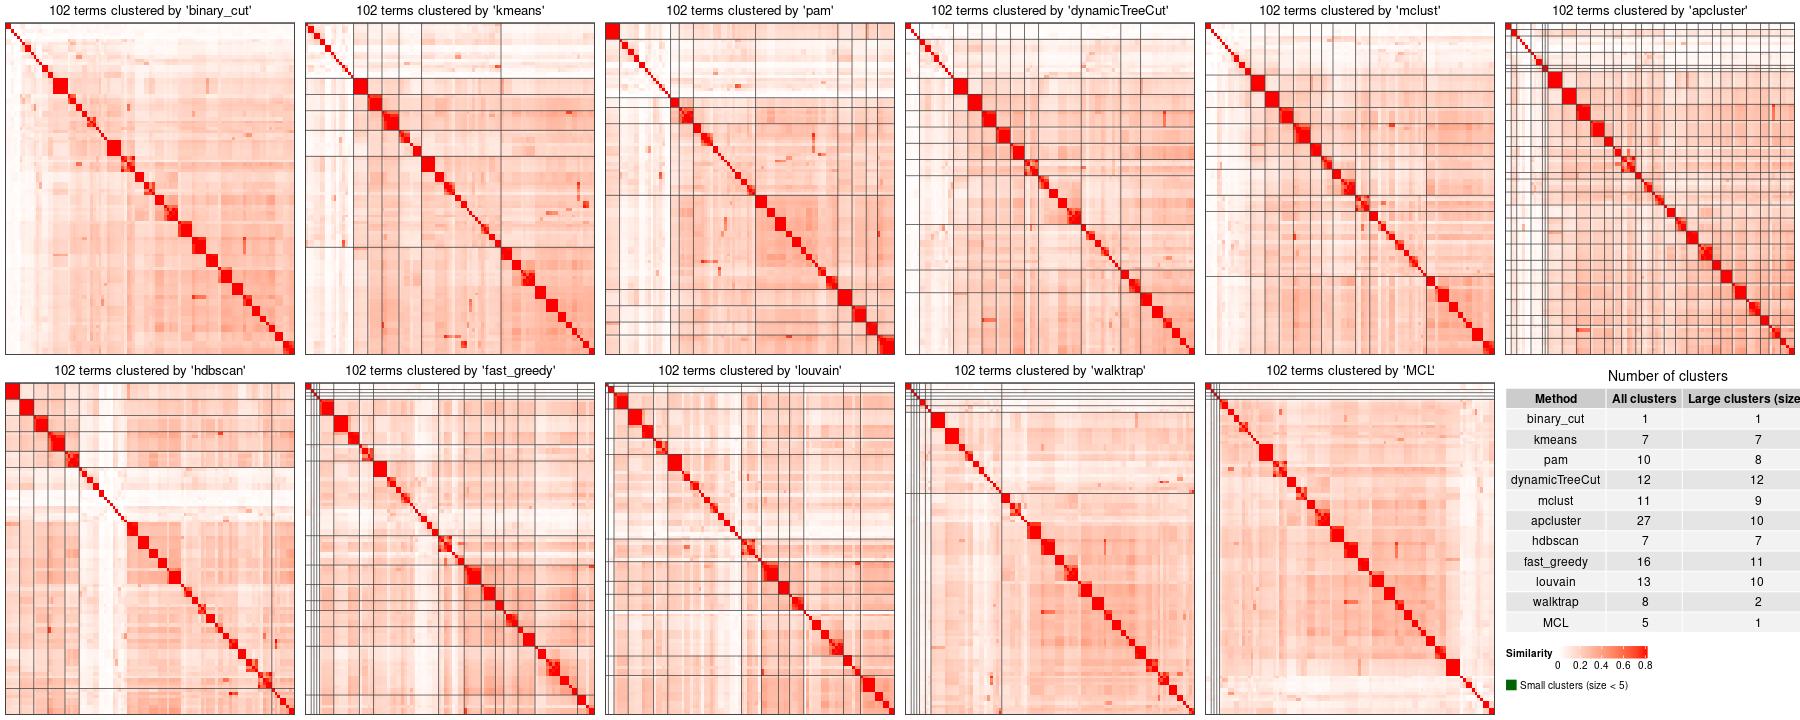 102 terms clustered by 'binary_cut'
102 terms clustered by 'kmeans'
102 terms clustered by 'pam'
102 terms clustered by 'dynamicTreeCut'
102 terms clustered by 'mclust'
102 terms clustered by 'apcluster'
102 terms clustered by 'hdbscan'
102 terms clustered by 'fast_greedy'
102 terms clustered by 'louvain'
102 terms clustered by 'walktrap'
102 terms clustered by 'MCL'
Number of clusters
Method All clusters Large clusters (size
binary_cut 1 1
kmeans 7 7
pam 10 8
dynamicTreeCut 12 12
mclust 11 9
apcluster 27 10
hdbscan 7 7
fast_greedy 16 11
louvain 13 10
walktrap 8 2
MCL 5 1
Similarity
0 0.2 0.4 0.6 0.8
Small clusters (size < 5)